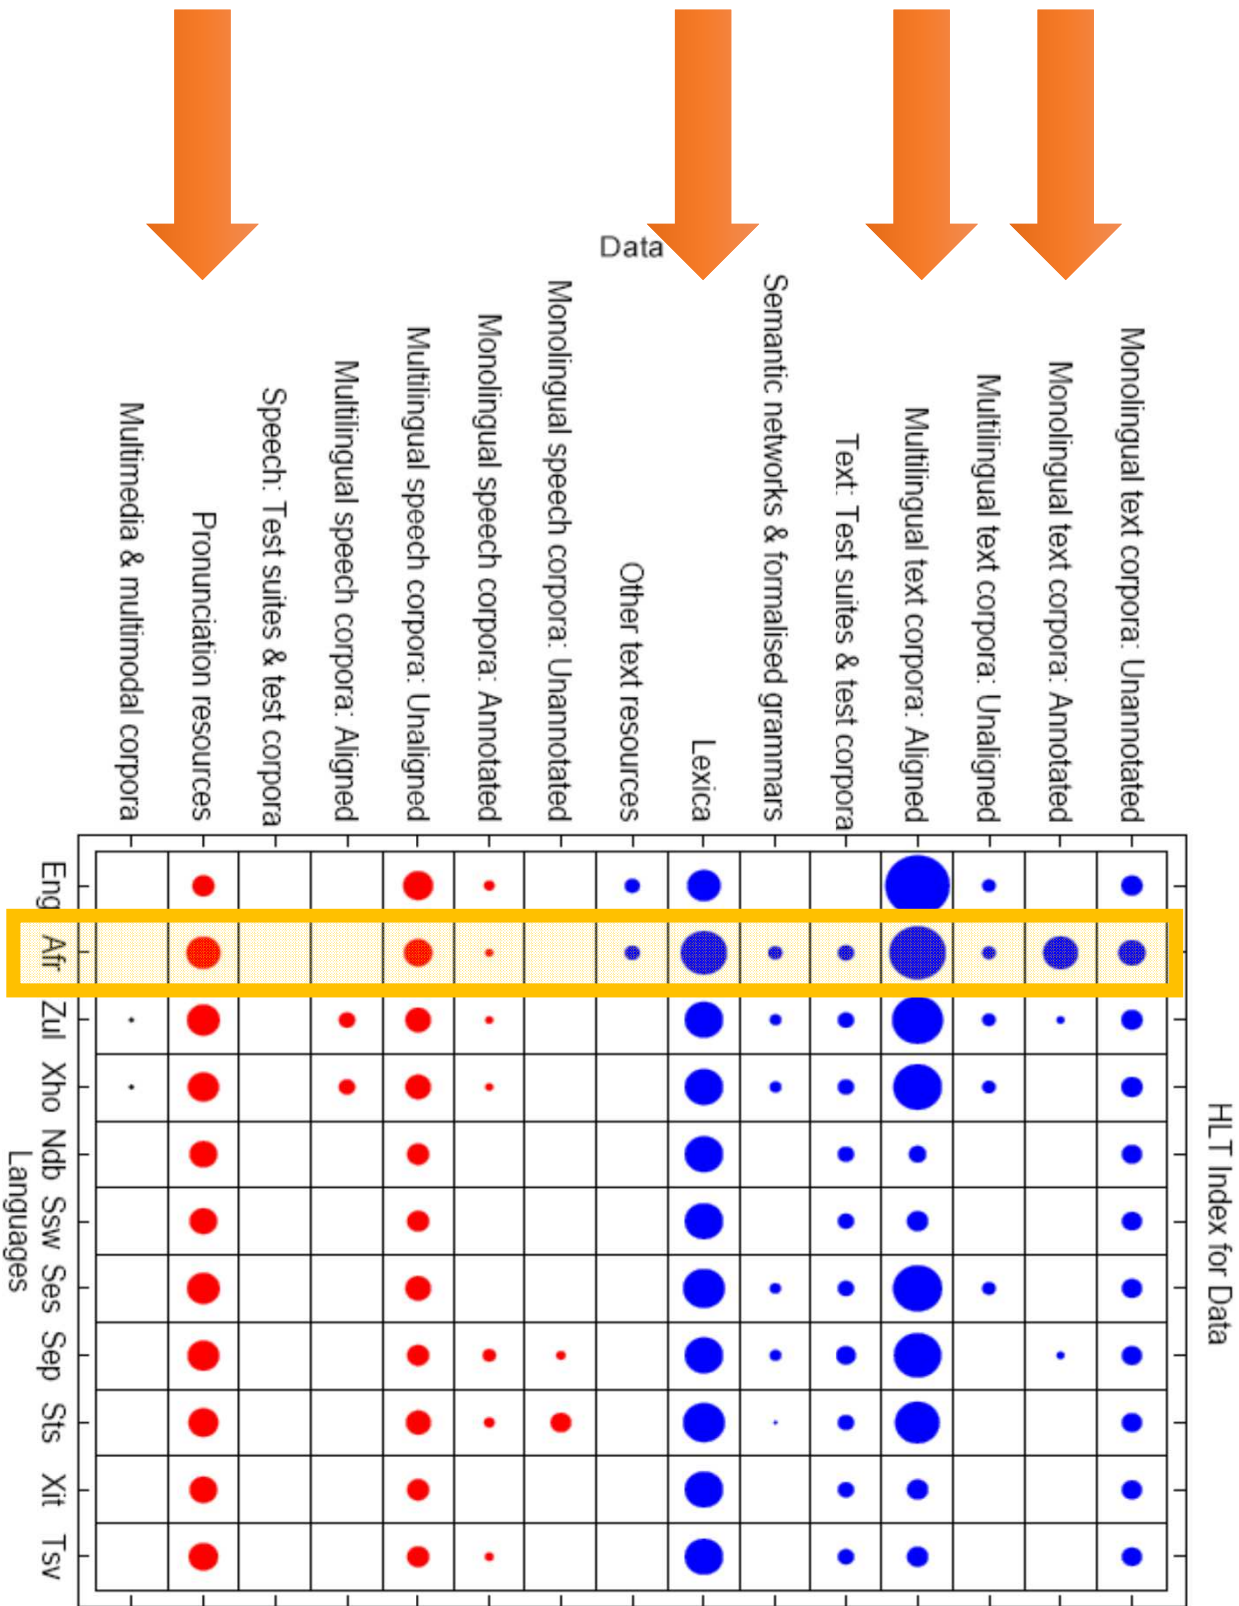 HLT Index for Data
Data
Monolingual text corpora: Unannotated
Monolingual text corpora: Annotated
Multilingual text corpora: Unaligned
Multilingual text corpora: Aligned
Text: Test suites & test corpora
Semantic networks & formalised grammars
Lexica
Other text resources
Monolingual speech corpora: Unannotated
Monolingual speech corpora: Annotated
Multilingual speech corpora: Unaligned
Multilingual speech corpora: Aligned
Speech: Test suites & test corpora
Pronunciation resources
Multimedia & multimodal corpora
Eng
Afr
Zul
Xho
Ndb
Ssw
Ses
Sep
Sts
Xit
Tsv
Languages